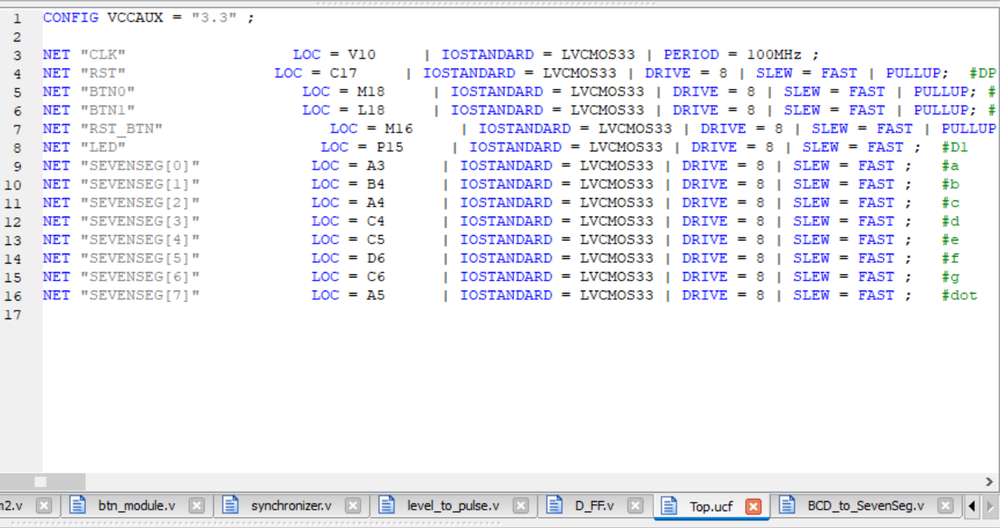 1 CONFIG VCCAUX = "3.3" ;
2
3 NET "CLK" LOC = V10 | IOSTANDARD = LVCMOS33 | PERIOD = 100MHz ;
4 NET "RST" LOC = C17 | IOSTANDARD = LVCMOS33 | DRIVE = 8 | SLEW = FAST | PULLUP; #DP
5 NET "BTN0" LOC = M18 | IOSTANDARD = LVCMOS33 | DRIVE = 8 | SLEW = FAST | PULLUP; #
6 NET "BTN1" LOC = L18 | IOSTANDARD = LVCMOS33 | DRIVE = 8 | SLEW = FAST | PULLUP; #
7 NET "RST_BTN" LOC = M16 | IOSTANDARD = LVCMOS33 | DRIVE = 8 | SLEW = FAST | PULLUP
8 NET "LED" LOC = P15 | IOSTANDARD = LVCMOS33 | DRIVE = 8 | SLEW = FAST ; #D1
9 NET "SEVENSEG[0]" LOC = A3 | IOSTANDARD = LVCMOS33 | DRIVE = 8 | SLEW = FAST ; #a
10 NET "SEVENSEG[1]" LOC = B4 | IOSTANDARD = LVCMOS33 | DRIVE = 8 | SLEW = FAST ; #b
11 NET "SEVENSEG[2]" LOC = A4 | IOSTANDARD = LVCMOS33 | DRIVE = 8 | SLEW = FAST ; #c
12 NET "SEVENSEG[3]" LOC = C4 | IOSTANDARD = LVCMOS33 | DRIVE = 8 | SLEW = FAST ; #d
13 NET "SEVENSEG[4]" LOC = C5 | IOSTANDARD = LVCMOS33 | DRIVE = 8 | SLEW = FAST ; #e
14 NET "SEVENSEG[5]" LOC = D6 | IOSTANDARD = LVCMOS33 | DRIVE = 8 | SLEW = FAST ; #f
15 NET "SEVENSEG[6]" LOC = C6 | IOSTANDARD = LVCMOS33 | DRIVE = 8 | SLEW = FAST ; #g
16 NET "SEVENSEG[7]" LOC = A5 | IOSTANDARD = LVCMOS33 | DRIVE = 8 | SLEW = FAST ; #dot
17
m2.v btn_module.v synchronizer.v level_to_pulse.v D_FF.v Top.ucf BCD_to_SevenSeg.v